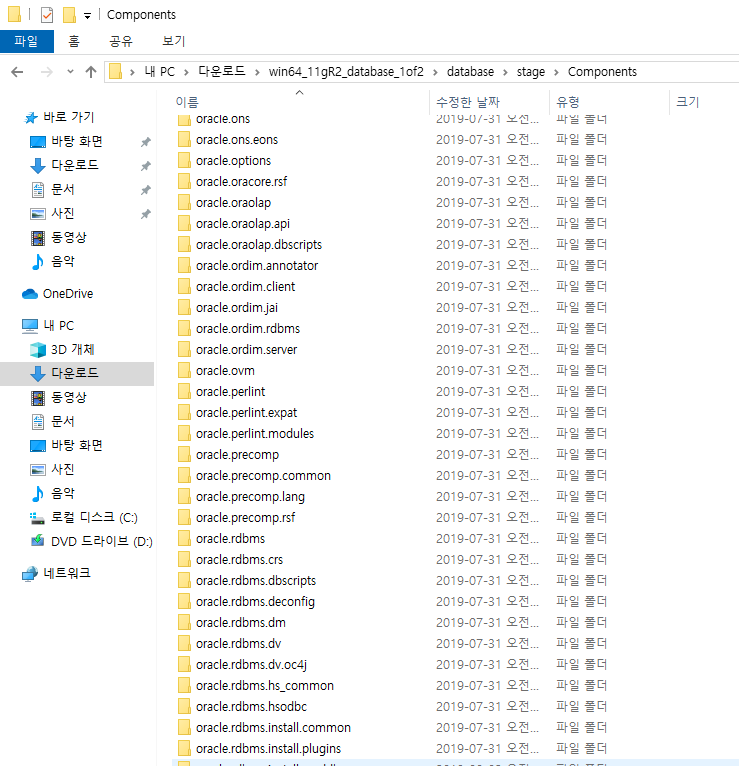 Components
파일 홈 공유 보기
내 PC 다운로드 win64_11gR2_database_1of2 database stage Components
이름 수정한 날짜 유형 크기
바로 가기
바탕 화면
다운로드
문서
사진
동영상
음악
OneDrive
내 PC
3D 개체
다운로드
동영상
문서
바탕 화면
사진
음악
로컬 디스크 (C:)
DVD 드라이브 (D:)
네트워크
oracle.ons 2019-07-31 오전... 파일 폴더
oracle.ons.eons 2019-07-31 오전... 파일 폴더
oracle.options 2019-07-31 오전... 파일 폴더
oracle.oracore.rsf 2019-07-31 오전... 파일 폴더
oracle.oraolap 2019-07-31 오전... 파일 폴더
oracle.oraolap.api 2019-07-31 오전... 파일 폴더
oracle.oraolap.dbscripts 2019-07-31 오전... 파일 폴더
oracle.ordim.annotator 2019-07-31 오전... 파일 폴더
oracle.ordim.client 2019-07-31 오전... 파일 폴더
oracle.ordim.jai 2019-07-31 오전... 파일 폴더
oracle.ordim.rdbms 2019-07-31 오전... 파일 폴더
oracle.ordim.server 2019-07-31 오전... 파일 폴더
oracle.ovm 2019-07-31 오전... 파일 폴더
oracle.perlint 2019-07-31 오전... 파일 폴더
oracle.perlint.expat 2019-07-31 오전... 파일 폴더
oracle.perlint.modules 2019-07-31 오전... 파일 폴더
oracle.precomp 2019-07-31 오전... 파일 폴더
oracle.precomp.common 2019-07-31 오전... 파일 폴더
oracle.precomp.lang 2019-07-31 오전... 파일 폴더
oracle.precomp.rsf 2019-07-31 오전... 파일 폴더
oracle.rdbms 2019-07-31 오전... 파일 폴더
oracle.rdbms.crs 2019-07-31 오전... 파일 폴더
oracle.rdbms.dbscripts 2019-07-31 오전... 파일 폴더
oracle.rdbms.deconfig 2019-07-31 오전... 파일 폴더
oracle.rdbms.dm 2019-07-31 오전... 파일 폴더
oracle.rdbms.dv 2019-07-31 오전... 파일 폴더
oracle.rdbms.dv.oc4j 2019-07-31 오전... 파일 폴더
oracle.rdbms.hs_common 2019-07-31 오전... 파일 폴더
oracle.rdbms.hsodbc 2019-07-31 오전... 파일 폴더
oracle.rdbms.install.common 2019-07-31 오전... 파일 폴더
oracle.rdbms.install.plugins 2019-07-31 오전... 파일 폴더